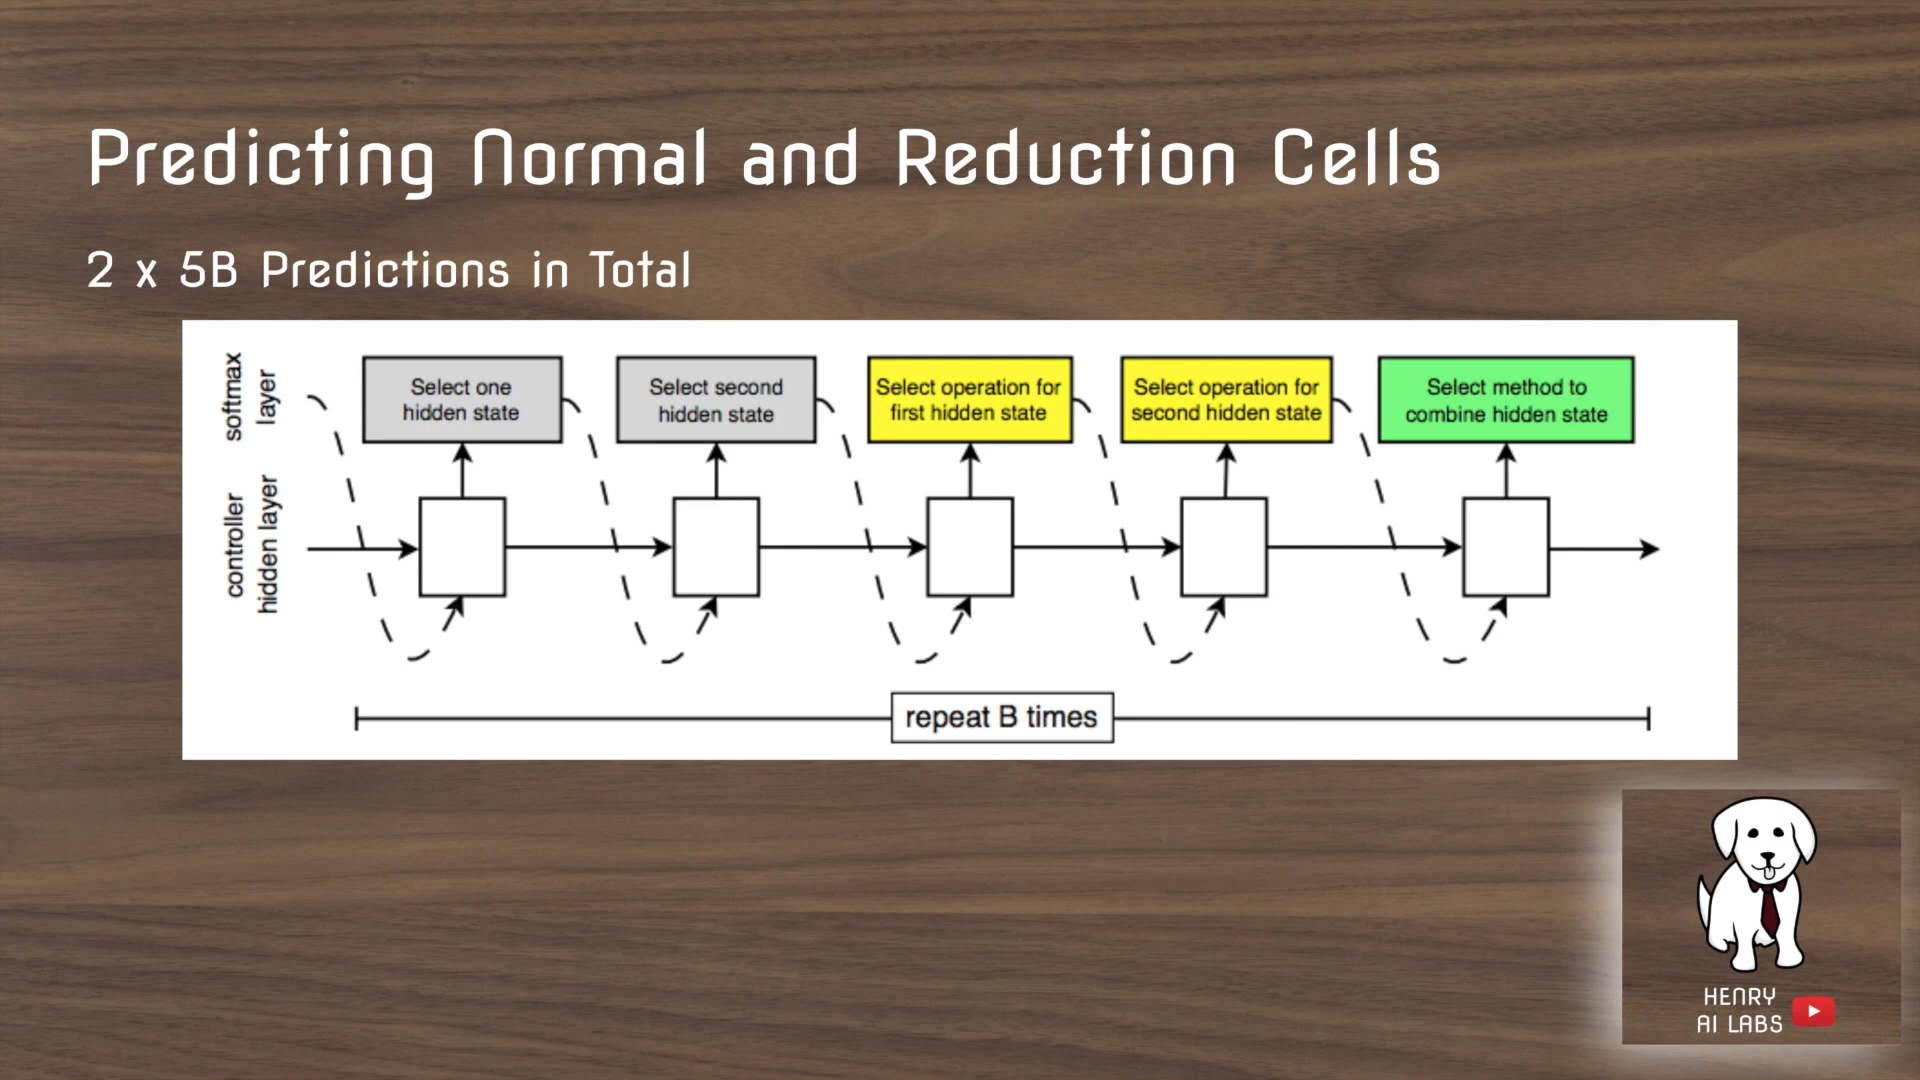 Predicting Normal and Reduction Cells
2 x 5B Predictions in Total
softmax
layer
Select one
hidden state
Select second
hidden state
Select operation for
first hidden state
Select operation for
second hidden state
Select method to
combine hidden state
controller
hidden layer
repeat B times
HENRY
AI LABS